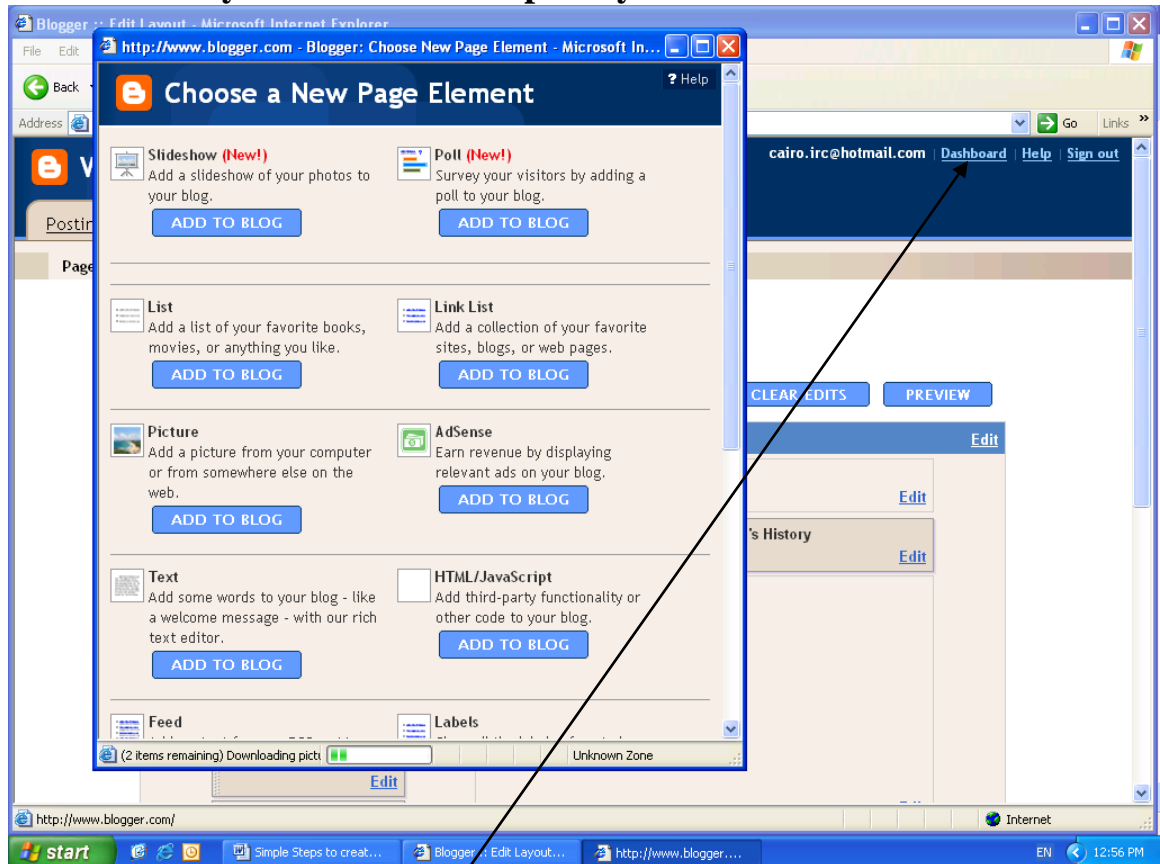 Blogger :: Edit Layout - Microsoft Internet Explorer
File Edit
http://www.blogger.com - Blogger: Choose New Page Element - Microsoft In...
Back
Address
Go Links »
Choose a New Page Element
? Help
cairo.irc@hotmail.com | Dashboard | Help | Sign out
Page
Slideshow (New!)
Add a slideshow of your photos to
your blog.
ADD TO BLOG
Poll (New!)
Survey your visitors by adding a
poll to your blog.
ADD TO BLOG
List
Add a list of your favorite books,
movies, or anything you like.
ADD TO BLOG
Link List
Add a collection of your favorite
sites, blogs, or web pages.
ADD TO BLOG
Picture
Add a picture from your computer
or from somewhere else on the
web.
ADD TO BLOG
AdSense
Earn revenue by displaying
relevant ads on your blog.
ADD TO BLOG
Text
Add some words to your blog - like
a welcome message - with our rich
text editor.
ADD TO BLOG
HTML/JavaScript
Add third-party functionality or
other code to your blog.
ADD TO BLOG
Feed
Labels
(2 items remaining) Downloading pictu
Unknown Zone
CLEAR EDITS
PREVIEW
Edit
Edit
's History
Edit
Edit
http://www.blogger.com/
Internet
start
Simple Steps to creat...
Blogger :: Edit Layout...
http://www.blogger....
EN
12:56 PM